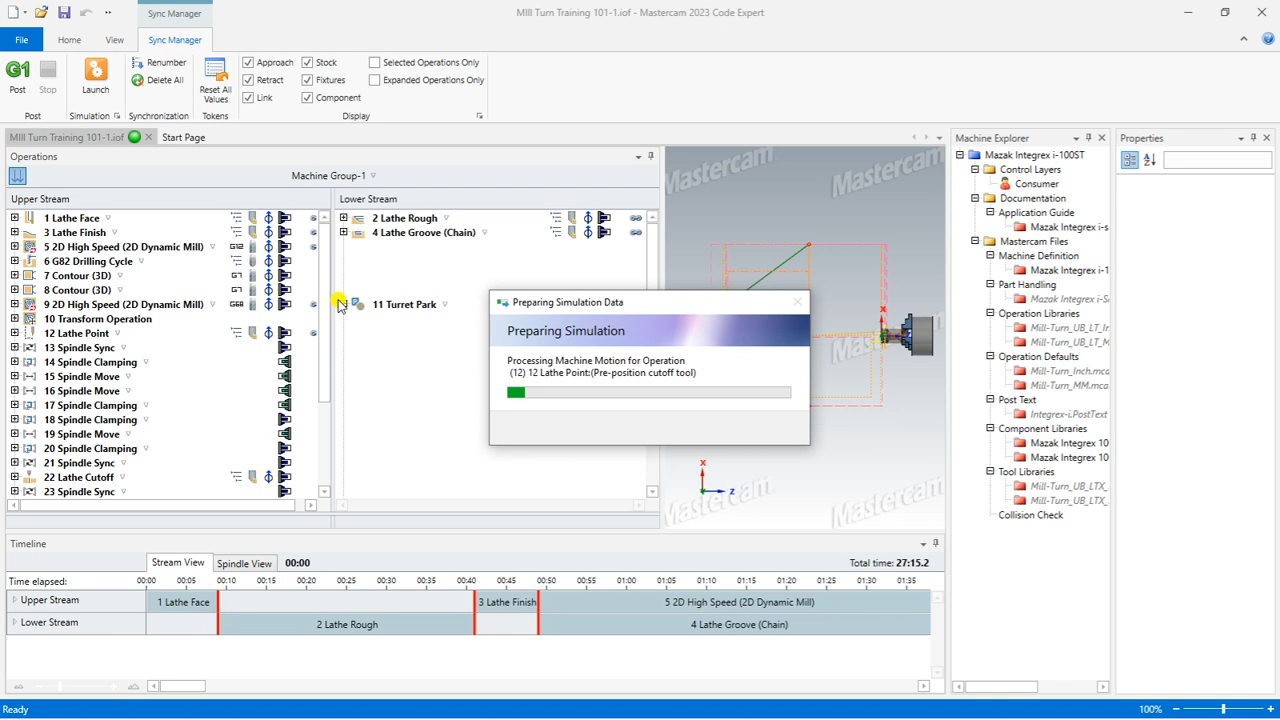 Sync Manager
MIll Turn Training 101-1.iof - Mastercam 2023 Code Expert
File
Home
View
Sync Manager
G1
Post
Stop
Launch
Renumber
Delete All
Reset All
Values
Approach
Retract
Link
Stock
Fixtures
Component
Selected Operations Only
Expanded Operations Only
Post
Simulation
Synchronization
Tokens
Display
MIll Turn Training 101-1.iof
Start Page
Operations
Machine Group-1
Upper Stream
1 Lathe Face
3 Lathe Finish
5 2D High Speed (2D Dynamic Mill)
G12
6 G82 Drilling Cycle
7 Contour (3D)
G?
8 Contour (3D)
G?
9 2D High Speed (2D Dynamic Mill)
G68
10 Transform Operation
12 Lathe Point
13 Spindle Sync
14 Spindle Clamping
15 Spindle Move
16 Spindle Move
17 Spindle Clamping
18 Spindle Clamping
19 Spindle Move
20 Spindle Clamping
21 Spindle Sync
22 Lathe Cutoff
23 Spindle Sync
Lower Stream
2 Lathe Rough
4 Lathe Groove (Chain)
11 Turret Park
Preparing Simulation Data
Preparing Simulation
Processing Machine Motion for Operation
(12) 12 Lathe Point:(Pre-position cutoff tool)
Mastercam
Mastercam
Mastercam
Mastercam
Mastercam
X
Z
X
Machine Explorer
Mazak Integrex i-100ST
Control Layers
Consumer
Documentation
Application Guide
Mazak Integrex i-s
Mastercam Files
Machine Definition
Mazak Integrex i-1
Part Handling
Mazak Integrex i-S
Operation Libraries
Mill-Turn_UB_LT_Ir
Mill-Turn_UB_LT_M
Operation Defaults
Mill-Turn_Inch.mco
Mill-Turn_MM.mca
Post Text
Integrex-i.PostText
Component Libraries
Mazak Integrex 10
Mazak Integrex 10
Tool Libraries
Mill-Turn_UB_LTX_
Mill-Turn_UB_LTX_
Collision Check
Properties
Timeline
Stream View
Spindle View
00:00
Total time: 27:15.2
Time elapsed:
00:00 00:05 00:10 00:15 00:20 00:25 00:30 00:35 00:40 00:45 00:50 00:55 01:00 01:05 01:10 01:15 01:20 01:25 01:30 01:35
Upper Stream
1 Lathe Face
3 Lathe Finish
5 2D High Speed (2D Dynamic Mill)
Lower Stream
2 Lathe Rough
4 Lathe Groove (Chain)
Ready
100%